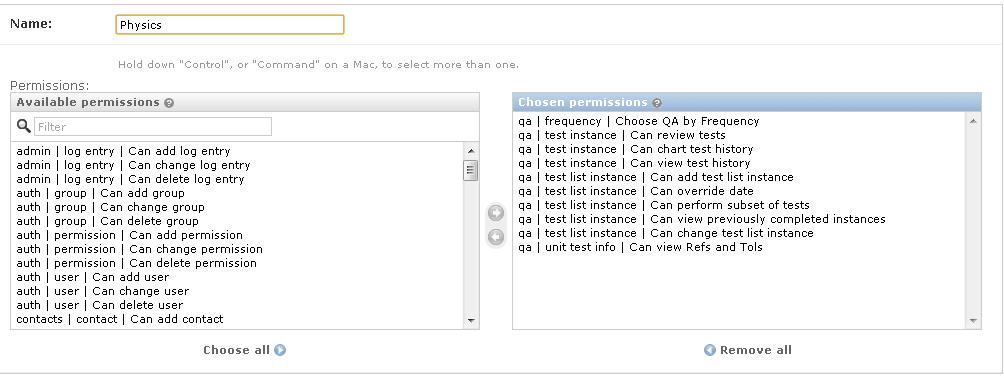 Name: Physics
Hold down "Control", or "Command" on a Mac, to select more than one.
Permissions:
Available permissions ?
Filter
admin | log entry | Can add log entry
admin | log entry | Can change log entry
admin | log entry | Can delete log entry
auth | group | Can add group
auth | group | Can change group
auth | group | Can delete group
auth | permission | Can add permission
auth | permission | Can change permission
auth | permission | Can delete permission
auth | user | Can add user
auth | user | Can change user
auth | user | Can delete user
contacts | contact | Can add contact
Choose all
Chosen permissions ?
qa | frequency | Choose QA by Frequency
qa | test instance | Can review tests
qa | test instance | Can chart test history
qa | test instance | Can view test history
qa | test list instance | Can add test list instance
qa | test list instance | Can override date
qa | test list instance | Can perform subset of tests
qa | test list instance | Can view previously completed instances
qa | test list instance | Can change test list instance
qa | unit test info | Can view Refs and Tols
Remove all